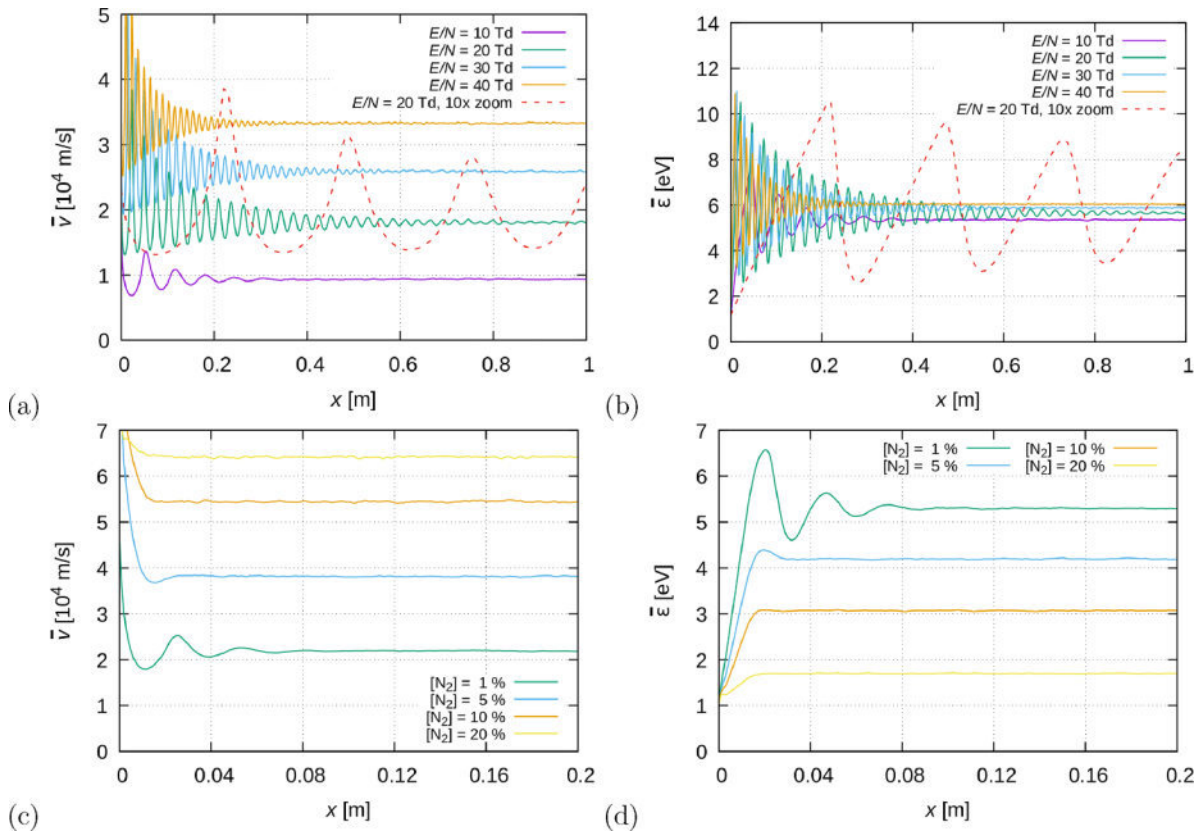 5
4
3
2
1
0
v̄ [10⁴ m/s]
E/N = 10 Td
E/N = 20 Td
E/N = 30 Td
E/N = 40 Td
E/N = 20 Td, 10x zoom
0 0.2 0.4 0.6 0.8 1
x [m]
(a)
14
12
10
8
6
4
2
0
ε̄ [eV]
E/N = 10 Td
E/N = 20 Td
E/N = 30 Td
E/N = 40 Td
E/N = 20 Td, 10x zoom
0 0.2 0.4 0.6 0.8 1
x [m]
(b)
7
6
5
4
3
2
1
0
v̄ [10⁴ m/s]
[N₂] = 1 %
[N₂] = 5 %
[N₂] = 10 %
[N₂] = 20 %
0 0.04 0.08 0.12 0.16 0.2
x [m]
(c)
7
6
5
4
3
2
1
0
ε̄ [eV]
[N₂] = 1 % [N₂] = 10 %
[N₂] = 5 % [N₂] = 20 %
0 0.04 0.08 0.12 0.16 0.2
x [m]
(d)